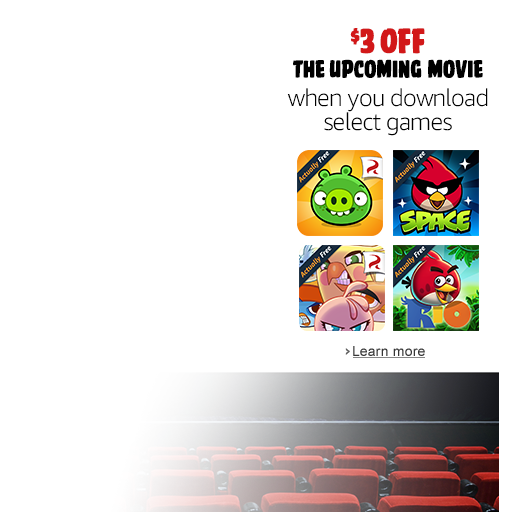 $3 OFF
THE UPCOMING MOVIE
when you download
select games
Actually Free
Actually Free
SPACE
Actually Free
Actually Free
RIO
›Learn more